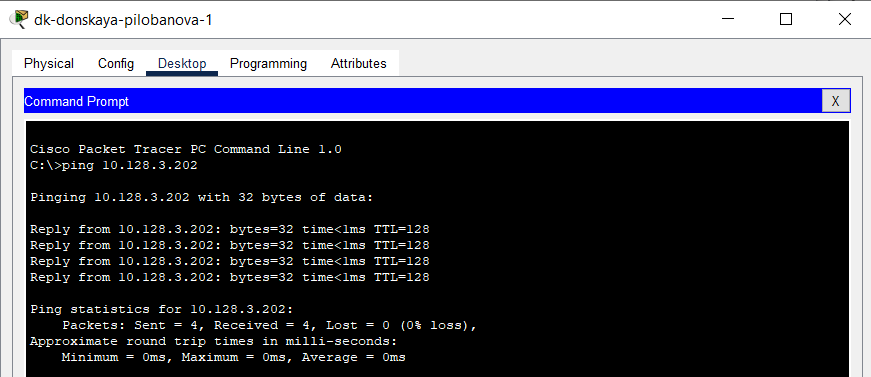 dk-donskaya-pilobanova-1
Physical Config Desktop Programming Attributes
Command Prompt X
Cisco Packet Tracer PC Command Line 1.0
C:\>ping 10.128.3.202
Pinging 10.128.3.202 with 32 bytes of data:
Reply from 10.128.3.202: bytes=32 time<1ms TTL=128
Reply from 10.128.3.202: bytes=32 time<1ms TTL=128
Reply from 10.128.3.202: bytes=32 time<1ms TTL=128
Reply from 10.128.3.202: bytes=32 time<1ms TTL=128
Ping statistics for 10.128.3.202:
Packets: Sent = 4, Received = 4, Lost = 0 (0% loss),
Approximate round trip times in milli-seconds:
Minimum = 0ms, Maximum = 0ms, Average = 0ms